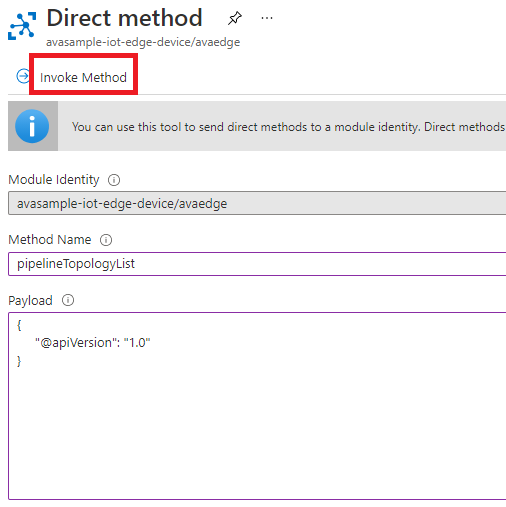 Direct method
avasample-iot-edge-device/avaedge
Invoke Method
You can use this tool to send direct methods to a module identity. Direct methods
Module Identity
avasample-iot-edge-device/avaedge
Method Name
pipelineTopologyList
Payload
{
"@apiVersion": "1.0"
}